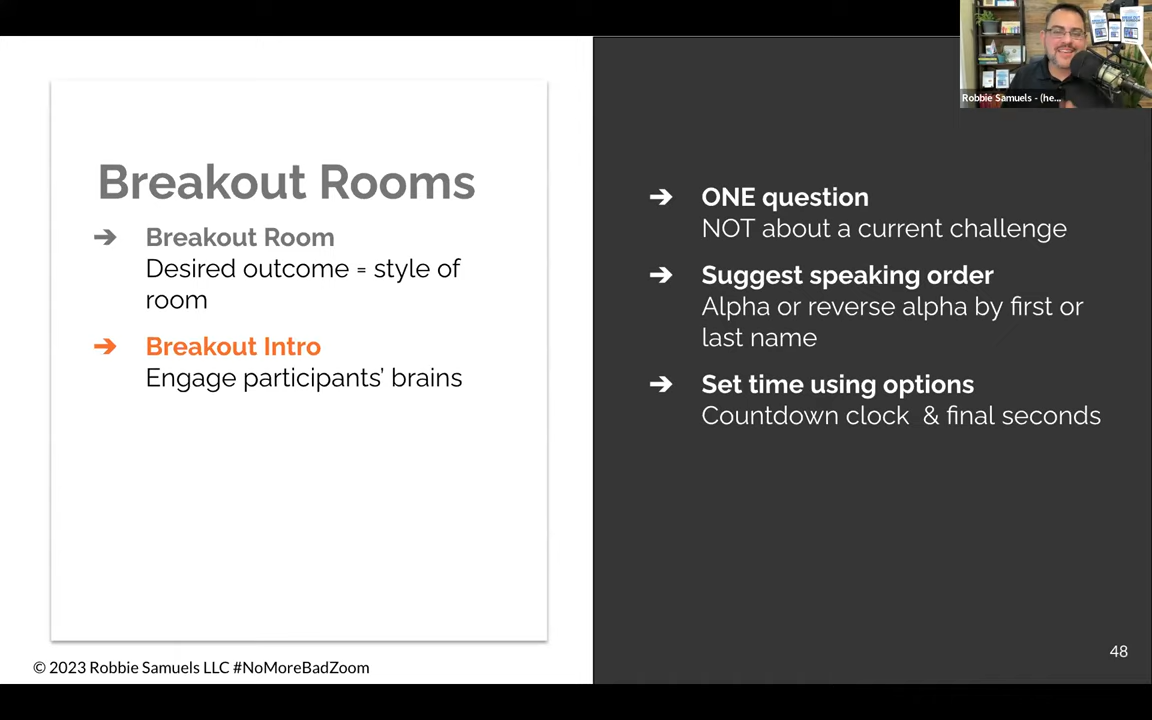 Robbie Samuels - (he...
Breakout Rooms
➔ Breakout Room
Desired outcome = style of
room
➔ Breakout Intro
Engage participants’ brains
➔ ONE question
NOT about a current challenge
➔ Suggest speaking order
Alpha or reverse alpha by first or
last name
➔ Set time using options
Countdown clock & final seconds
48
© 2023 Robbie Samuels LLC #NoMoreBadZoom